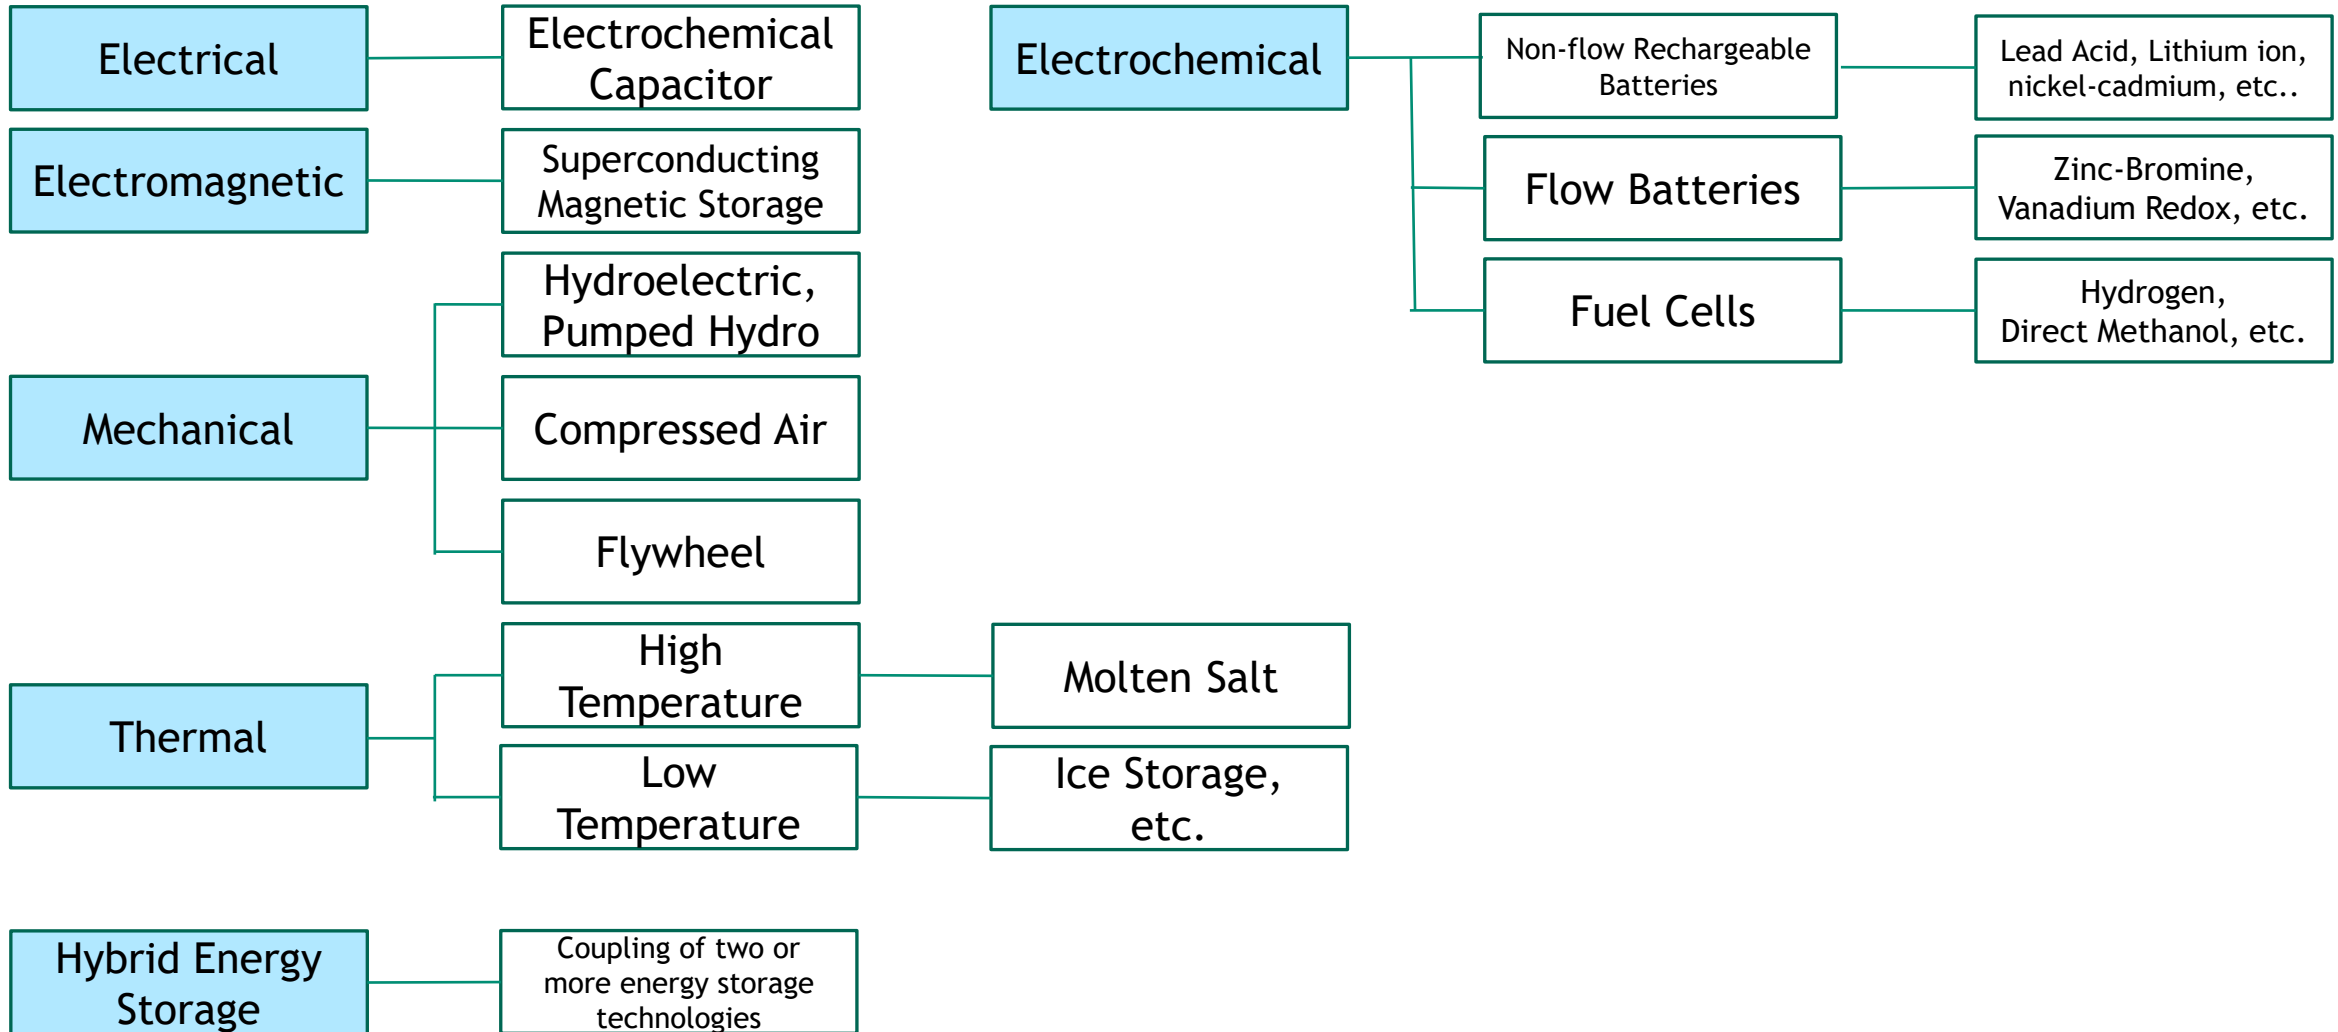 Electrical
Electrochemical
Capacitor
Electromagnetic
Superconducting
Magnetic Storage
Mechanical
Hydroelectric,
Pumped Hydro
Compressed Air
Flywheel
Thermal
High
Temperature
Molten Salt
Low
Temperature
Ice Storage,
etc.
Hybrid Energy
Storage
Coupling of two or
more energy storage
technologies
Electrochemical
Non-flow Rechargeable
Batteries
Lead Acid, Lithium ion,
nickel-cadmium, etc..
Flow Batteries
Zinc-Bromine,
Vanadium Redox, etc.
Fuel Cells
Hydrogen,
Direct Methanol, etc.